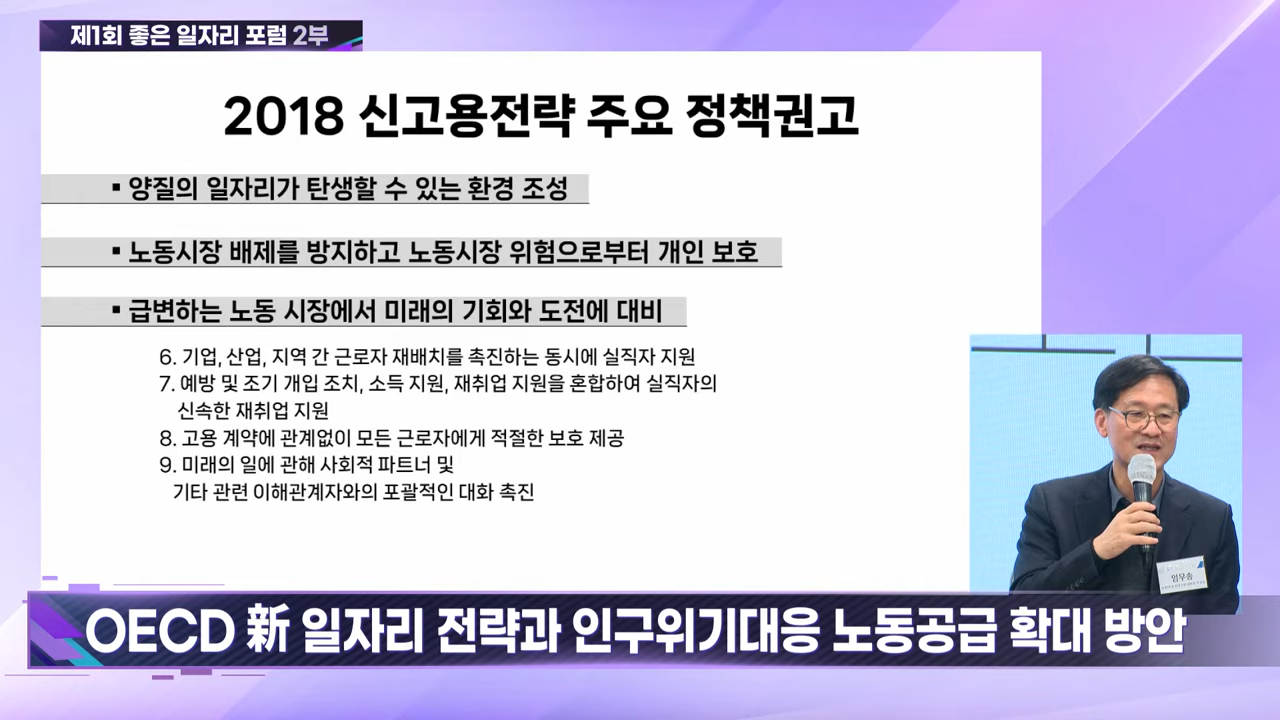 제1회 좋은 일자리 포럼 2부
2018 신고용전략 주요 정책권고
▪ 양질의 일자리가 탄생할 수 있는 환경 조성
▪ 노동시장 배제를 방지하고 노동시장 위험으로부터 개인 보호
▪ 급변하는 노동 시장에서 미래의 기회와 도전에 대비
6. 기업, 산업, 지역 간 근로자 재배치를 촉진하는 동시에 실직자 지원
7. 예방 및 조기 개입 조치, 소득 지원, 재취업 지원을 혼합하여 실직자의
신속한 재취업 지원
8. 고용 계약에 관계없이 모든 근로자에게 적절한 보호 제공
9. 미래의 일에 관해 사회적 파트너 및
기타 관련 이해관계자와의 포괄적인 대화 촉진
임무송
OECD 新 일자리 전략과 인구위기대응 노동공급 확대 방안